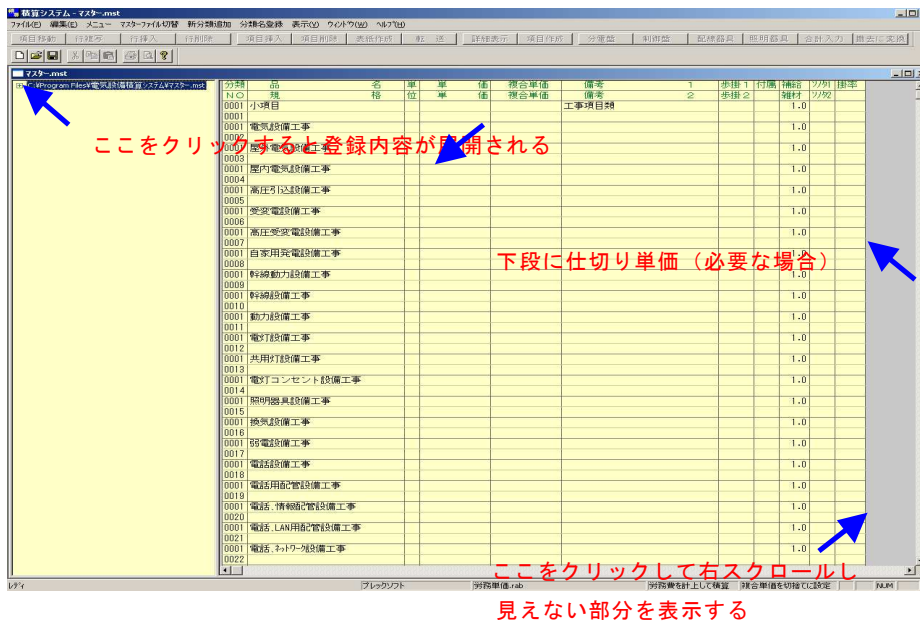 積算システム - マスター.mst
ファイル(F) 編集(E) メニュー マスターファイル切替 新分類追加 分類名登録 表示(V) ウィンドウ(W) ヘルプ(H)
項目移動 行複写 行挿入 行削除 項目挿入 項目削除 表紙作成 転送 詳細表示 項目作成 分電盤 制御盤 配線器具 照明器具 合計入力 撤去に変換
マスター.mst
C:¥Program Files¥電気設備積算システム¥マスター.mst
分類 品 名 単 単 価 複合単価 備考 1 歩掛1 付属 補給 ソノタ1 掛率
NO 規 格 位 単 価 複合単価 備考 2 歩掛2 雑材 ソノタ2
0001 小項目 工事項目類 1.0
0001
0001 電気設備工事 1.0
0002
0001 屋外電気設備工事 1.0
0003
0001 屋内電気設備工事 1.0
0004
0001 高圧引込設備工事 1.0
0005
0001 受変電設備工事 1.0
0006
0001 高圧受変電設備工事 1.0
0007
0001 自家用発電設備工事 1.0
0008
0001 幹線動力設備工事 1.0
0009
0001 幹線設備工事 1.0
0010
0001 動力設備工事 1.0
0011
0001 電灯設備工事 1.0
0012
0001 共用灯設備工事 1.0
0013
0001 電灯コンセント設備工事 1.0
0014
0001 照明器具設備工事 1.0
0015
0001 換気設備工事 1.0
0016
0001 弱電設備工事 1.0
0017
0001 電話設備工事 1.0
0018
0001 電話用配管設備工事 1.0
0019
0001 電話.情報配管設備工事 1.0
0020
0001 電話.LAN用配管設備工事 1.0
0021
0001 電話.ネットワーク設備工事 1.0
0022
ここをクリックすると登録内容が展開される
下段に仕切り単価（必要な場合）
ここをクリックして右スクロールし
見えない部分を表示する
レディ ブレックソフト 労務単価.rab 労務費を計上して積算 複合単価を切捨てに設定 NUM